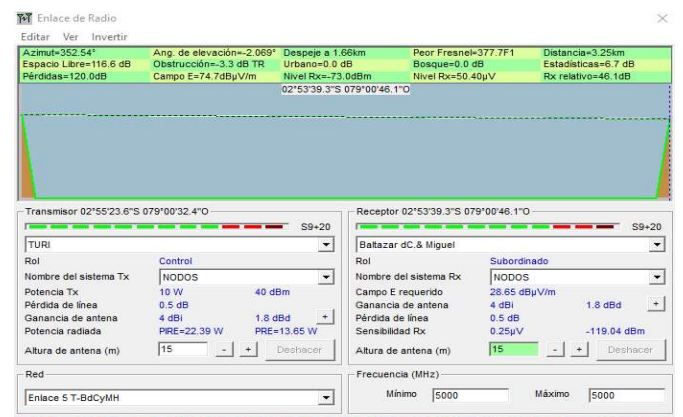 Enlace de Radio
Editar Ver Invertir
Azimut=352.54° Ang. de elevación=-2.069° Despeje a 1.66km Peor Fresnel=377.7F1 Distancia=3.25km
Espacio Libre=116.6 dB Obstrucción=-3.3 dB TR Urbano=0.0 dB Bosque=0.0 dB Estadísticas=6.7 dB
Pérdidas=120.0dB Campo E=74.7dBµV/m Nivel Rx=-73.0dBm Nivel Rx=50.40µV Rx relativo=46.1dB
02°53'39.3"S 079°00'46.1"O
Transmisor 02°55'23.6"S 079°00'32.4"O
S9+20
TURI
Rol Control
Nombre del sistema Tx NODOS
Potencia Tx 10 W 40 dBm
Pérdida de línea 0.5 dB
Ganancia de antena 4 dBi 1.8 dBd +
Potencia radiada PIRE=22.39 W PRE=13.65 W
Altura de antena (m) 15 - + Deshacer
Receptor 02°53'39.3"S 079°00'46.1"O
S9+20
Baltazar dC.& Miguel
Rol Subordinado
Nombre del sistema Rx NODOS
Campo E requerido 28.65 dBµV/m
Ganancia de antena 4 dBi 1.8 dBd +
Pérdida de línea 0.5 dB
Sensibilidad Rx 0.25µV -119.04 dBm
Altura de antena (m) 15 - + Deshacer
Red
Enlace 5 T-BdCyMH
Frecuencia (MHz)
Mínimo 5000 Máximo 5000